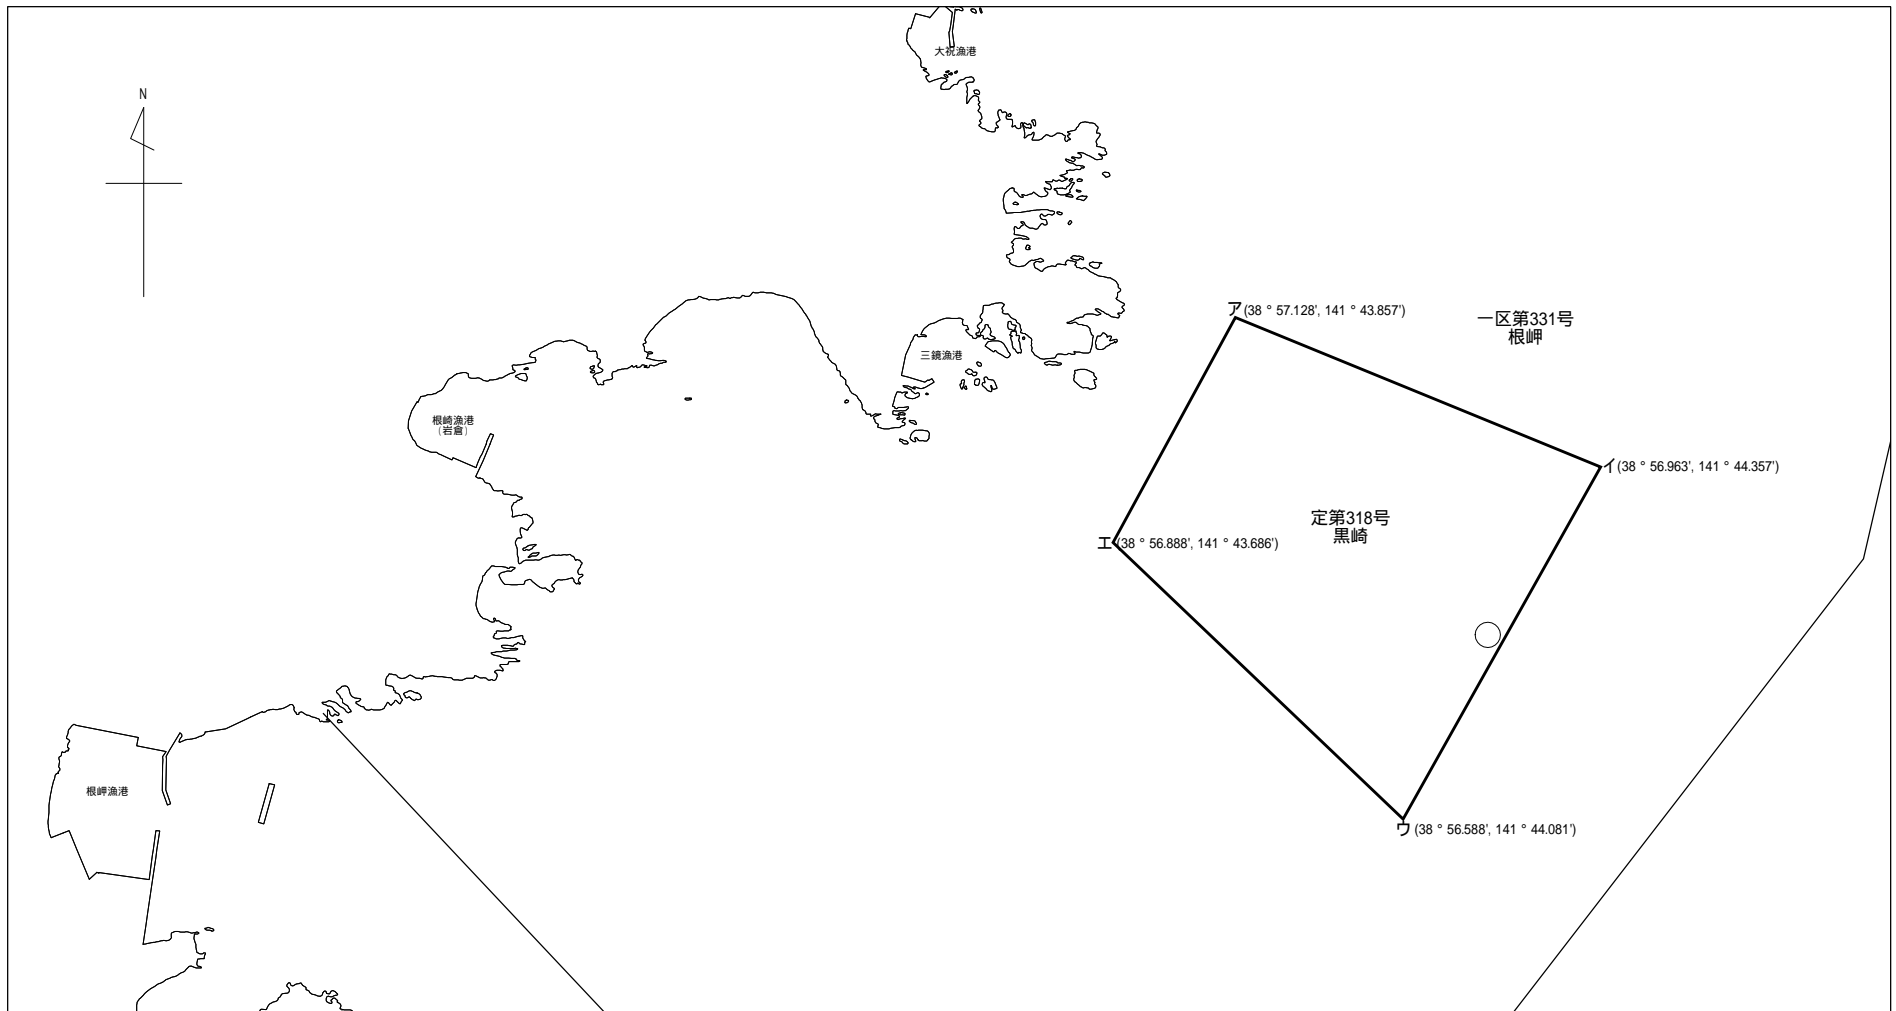 大祝漁港
N
ア(38 ° 57.128', 141 ° 43.857')
一区第331号
根岬
三鏡漁港
根崎漁港
(岩倉)
イ(38 ° 56.963', 141 ° 44.357')
定第318号
黒崎
エ(38 ° 56.888', 141 ° 43.686')
根岬漁港
ウ(38 ° 56.588', 141 ° 44.081')